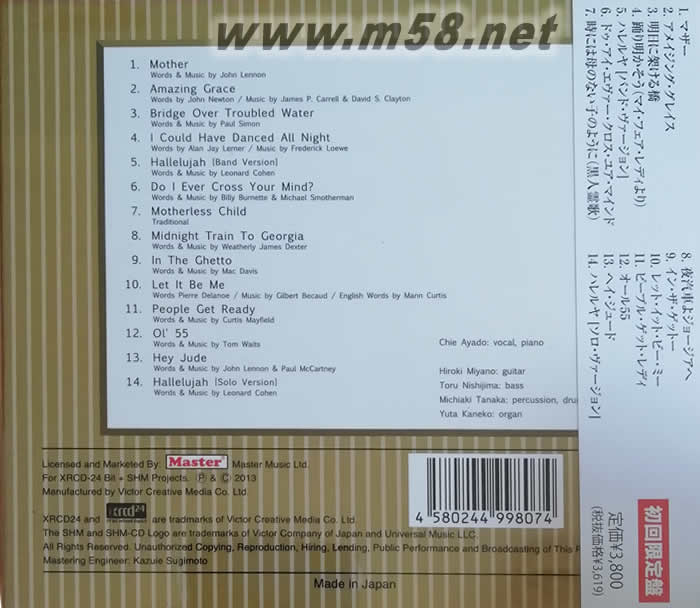 www.m58.net
1. Mother
Words & Music by John Lennon
2. Amazing Grace
Words by John Newton / Music by James P. Carrell & David S. Clayton
3. Bridge Over Troubled Water
Words & Music by Paul Simon
4. I Could Have Danced All Night
Words by Alan Jay Lerner / Music by Frederick Loewe
5. Hallelujah [Band Version]
Words & Music by Leonard Cohen
6. Do I Ever Cross Your Mind?
Words & Music by Billy Burnette & Michael Smotherman
7. Motherless Child
Traditional
8. Midnight Train To Georgia
Words & Music by Weatherly James Dexter
9. In The Ghetto
Words & Music by Mac Davis
10. Let It Be Me
Words Pierre Delanoe / Music by Gilbert Becaud / English Words by Mann Curtis
11. People Get Ready
Words & Music by Curtis Mayfield
12. Ol' 55
Words & Music by Tom Waits
13. Hey Jude
Words & Music by John Lennon & Paul McCartney
14. Hallelujah [Solo Version]
Words & Music by Leonard Cohen
Chie Ayado: vocal, piano
Hiroki Miyano: guitar
Toru Nishijima: bass
Michiaki Tanaka: percussion, dru
Yuta Kaneko: organ
Licensed and Marketed By: Master Master Music Ltd.
For XRCD-24 Bit + SHM Projects. Ⓟ & © 2013
Manufactured by Victor Creative Media Co. Ltd.
XRCD24 and xrcd24 are trademarks of Victor Creative Media Co. Ltd.
The SHM and SHM-CD Logo are trademarks of Victor Company of Japan and Universal Music LLC.
All Rights Reserved. Unauthorized Copying, Reproduction, Hiring, Lending, Public Performance and Broadcasting of This
Mastering Engineer: Kazuie Sugimoto
4 580244 998074
Made in Japan
1. マザー
2. アメイジング・グレイス
3. 明日に架ける橋
4. 踊り明かそう(マイ・フェア・レディより)
5. ハレルヤ [バンド・ヴァージョン]
6. ドゥ・アイ・エヴァー・クロス・ユア・マインド
7. 時には母のない子のように(黒人霊歌)
8. 夜汽車よジョージアへ
9. イン・ザ・ゲットー
10. レット・イット・ビー・ミー
11. ピープル・ゲット・レディ
12. オール55
13. ヘイ・ジュード
14. ハレルヤ [ソロ・ヴァージョン]
初回限定盤
定価¥3,800
(税抜価格¥3,619)